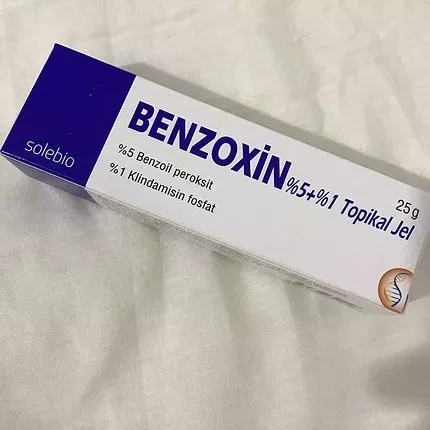 solebio
BENZOXİN %5+%1 Topikal Jel
%5 Benzoil peroksit
%1 Klindamisin fosfat
25 g